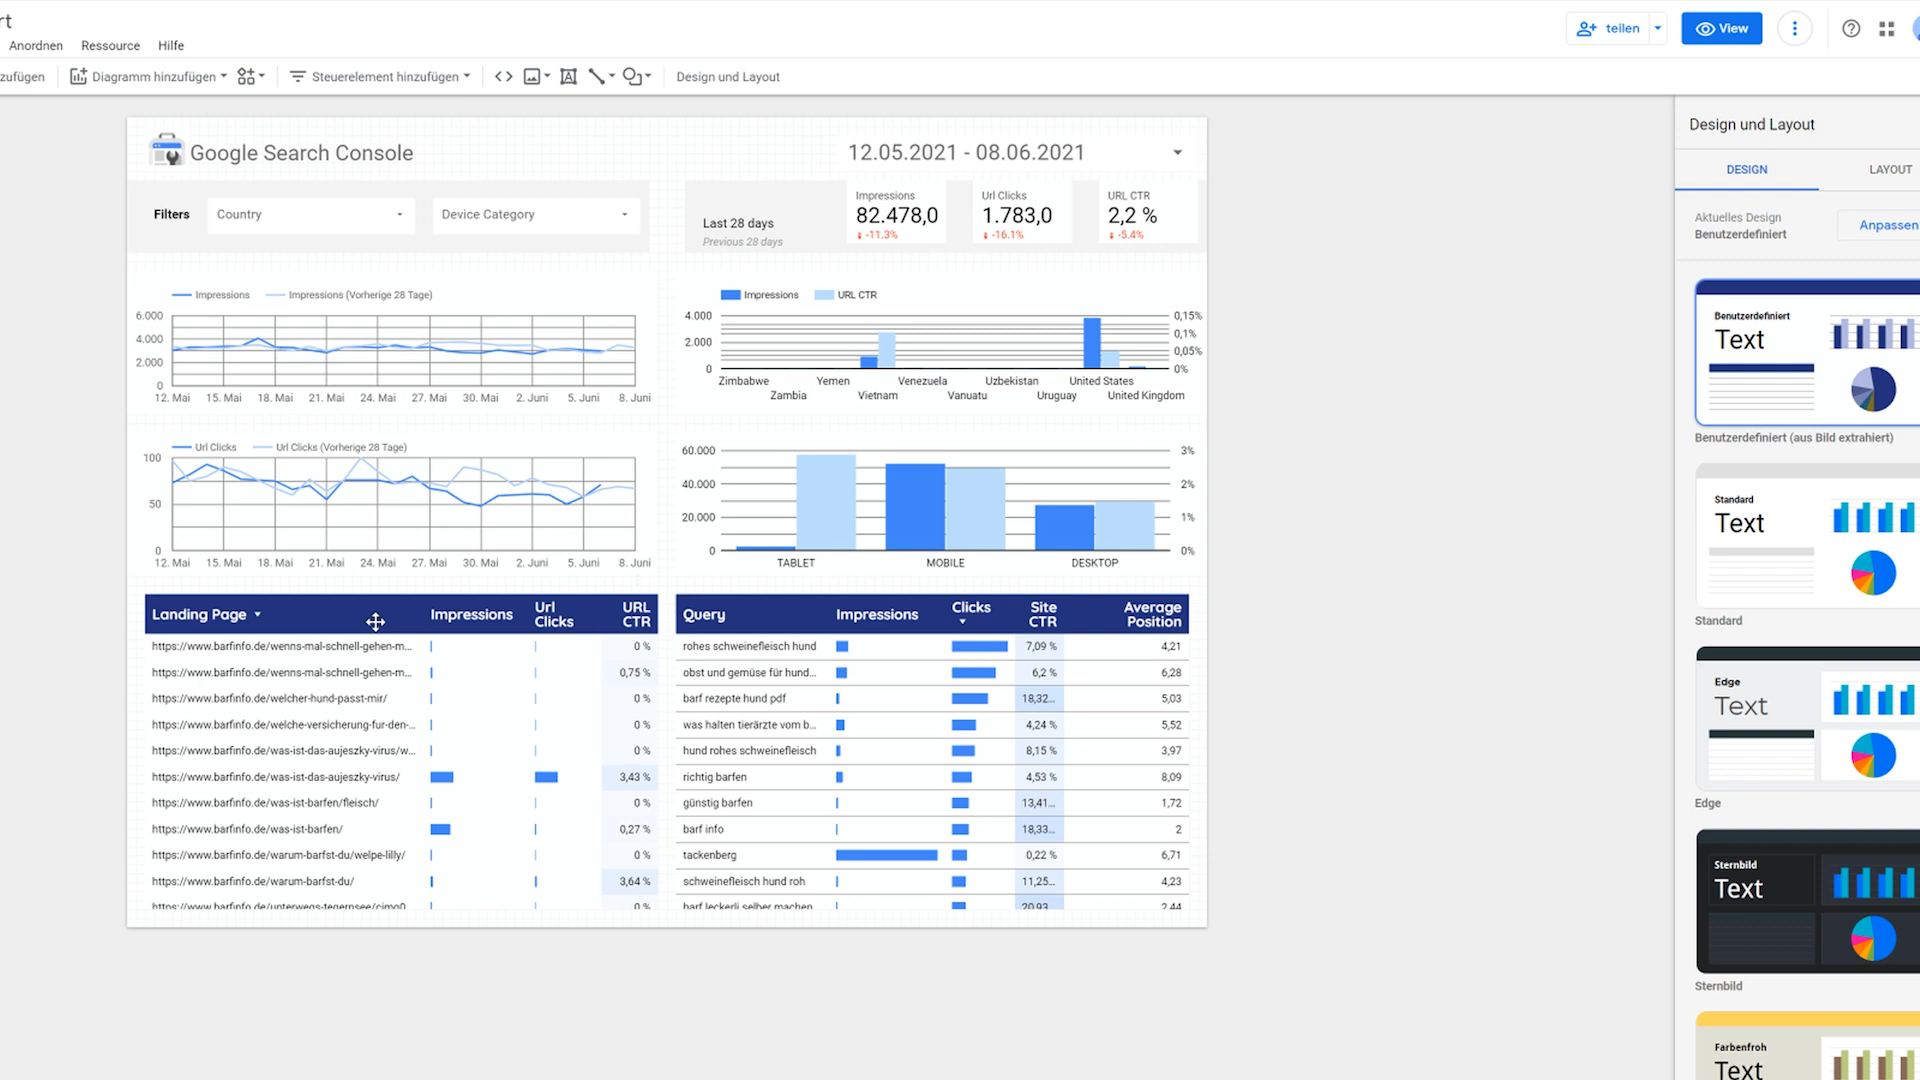 rt
Anordnen Ressource Hilfe
teilen
View
zufügen Diagramm hinzufügen Steuerelement hinzufügen Design und Layout
Google Search Console
12.05.2021 - 08.06.2021
Filters Country Device Category
Last 28 days
Previous 28 days
Impressions
82.478,0
-11.3%
Url Clicks
1.783,0
-16.1%
URL CTR
2,2 %
-5.4%
Impressions Impressions (Vorherige 28 Tage)
6.000
4.000
2.000
0
12. Mai 15. Mai 18. Mai 21. Mai 24. Mai 27. Mai 30. Mai 2. Juni 5. Juni 8. Juni
Impressions URL CTR
4.000
2.000
0
0,15%
0,1%
0,05%
0%
Zimbabwe Yemen Venezuela Uzbekistan United States
Zambia Vietnam Vanuatu Uruguay United Kingdom
Url Clicks Url Clicks (Vorherige 28 Tage)
100
50
0
12. Mai 15. Mai 18. Mai 21. Mai 24. Mai 27. Mai 30. Mai 2. Juni 5. Juni 8. Juni
60.000
40.000
20.000
0
3%
2%
1%
0%
TABLET MOBILE DESKTOP
Landing Page Impressions Url Clicks URL CTR
https://www.barfinfo.de/wenns-mal-schnell-gehen-m... 0 %
https://www.barfinfo.de/wenns-mal-schnell-gehen-m... 0,75 %
https://www.barfinfo.de/welcher-hund-passt-mir/ 0 %
https://www.barfinfo.de/welche-versicherung-fur-den-... 0 %
https://www.barfinfo.de/was-ist-das-aujeszky-virus/w... 0 %
https://www.barfinfo.de/was-ist-das-aujeszky-virus/ 3,43 %
https://www.barfinfo.de/was-ist-barfen/fleisch/ 0 %
https://www.barfinfo.de/was-ist-barfen/ 0,27 %
https://www.barfinfo.de/warum-barfst-du/welpe-lilly/ 0 %
https://www.barfinfo.de/warum-barfst-du/ 3,64 %
0 %
Query Impressions Clicks Site CTR Average Position
rohes schweinefleisch hund 7,09 % 4,21
obst und gemüse für hund... 6,2 % 6,28
barf rezepte hund pdf 18,32... 5,03
was halten tierärzte vom b... 4,24 % 5,52
hund rohes schweinefleisch 8,15 % 3,97
richtig barfen 4,53 % 8,09
günstig barfen 13,41... 1,72
barf info 18,33... 2
tackenberg 0,22 % 6,71
schweinefleisch hund roh 11,25... 4,23
barf leckerli selber machen 20,93... 2,44
Design und Layout
DESIGN LAYOUT
Aktuelles Design
Benutzerdefiniert
Anpassen
Benutzerdefiniert
Text
Benutzerdefiniert (aus Bild extrahiert)
Standard
Text
Standard
Edge
Text
Edge
Sternbild
Text
Sternbild
Farbenfroh
Text